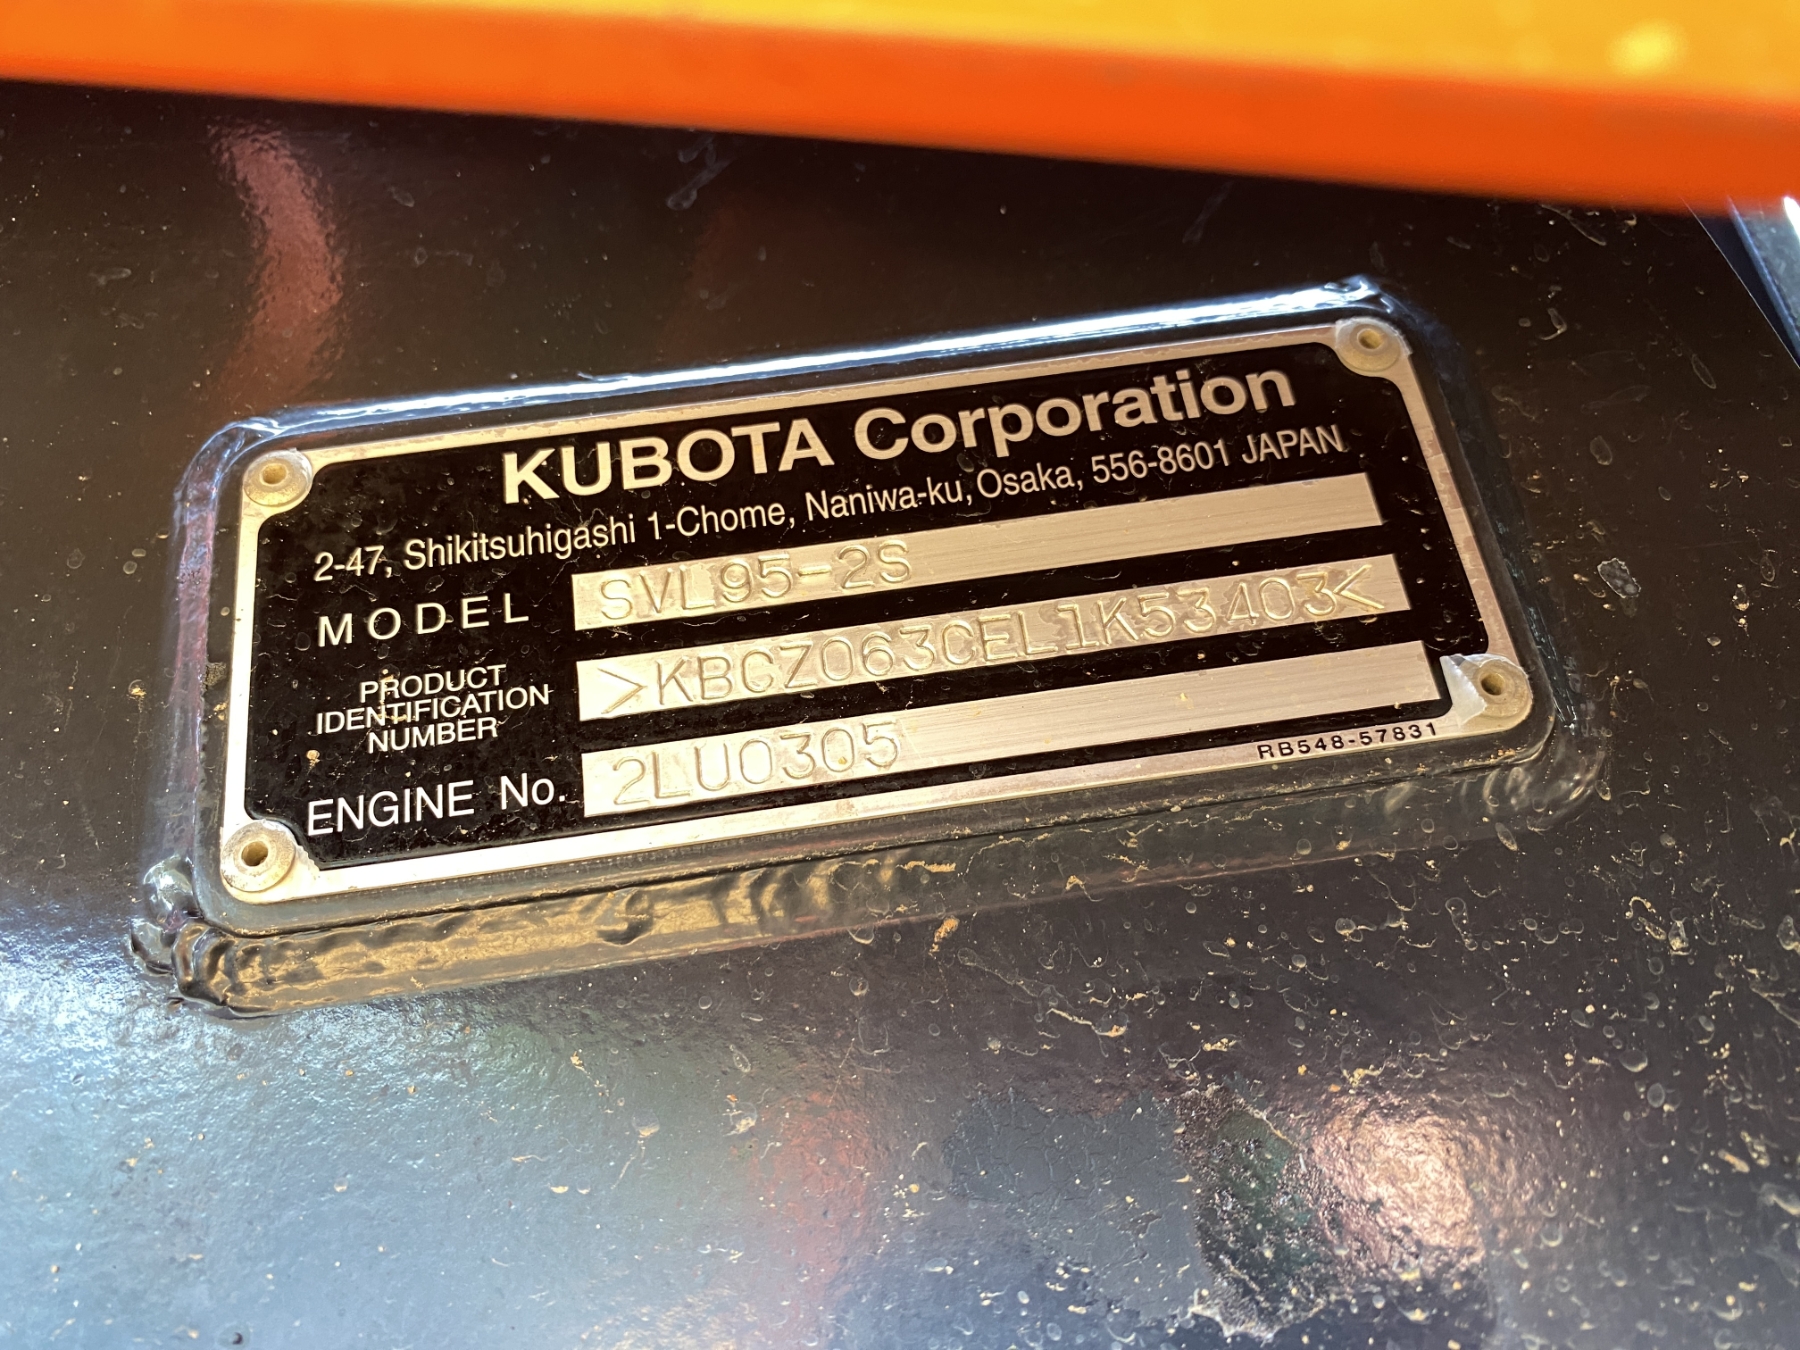 KUBOTA Corporation
2-47, Shikitsuhigashi 1-Chome, Naniwa-ku, Osaka, 556-8601 JAPAN
MODEL SVL95-2S
PRODUCT
IDENTIFICATION
NUMBER
>KBCZ063CEL1K53403<
ENGINE No. 2LU0305
RB548-57831